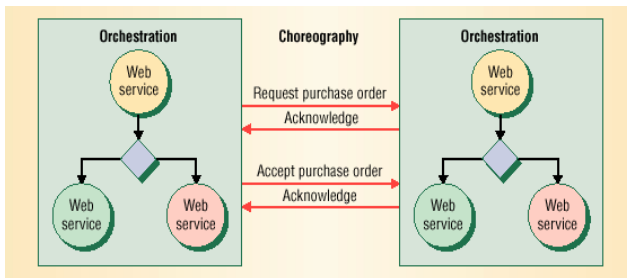 Orchestration
Choreography
Orchestration
Web
service
Web
service
Web
service
Request purchase order
Acknowledge
Accept purchase order
Acknowledge
Web
service
Web
service
Web
service